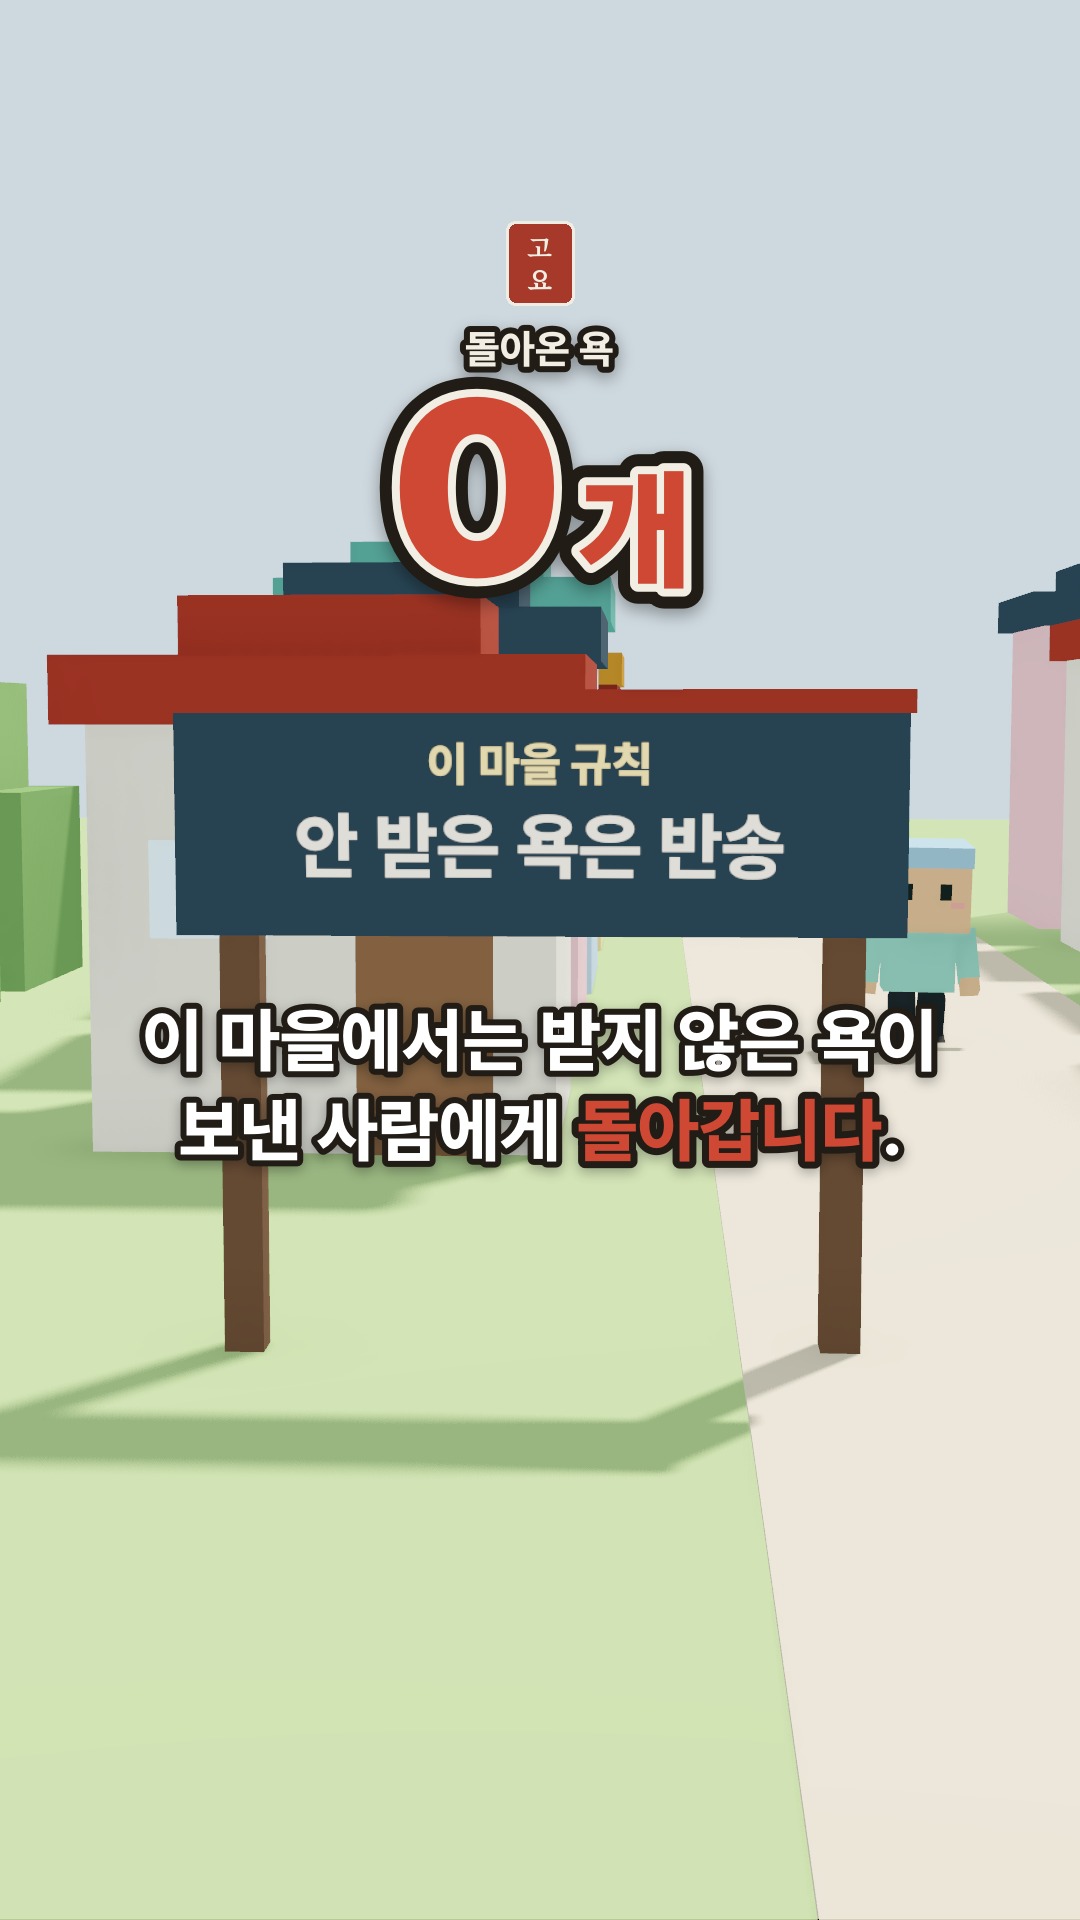 고
요
돌아온 욕
0개
이 마을 규칙
안 받은 욕은 반송
이 마을에서는 받지 않은 욕이
보낸 사람에게 돌아갑니다.